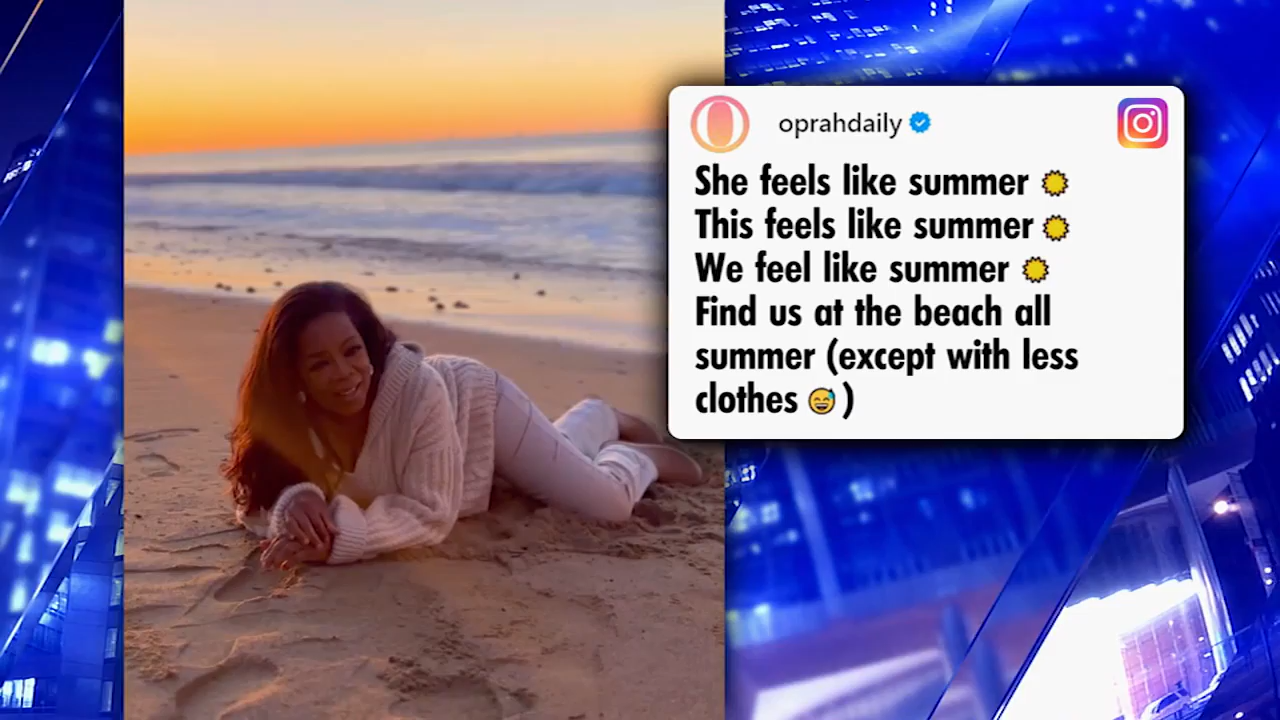 oprahdaily
She feels like summer
This feels like summer
We feel like summer
Find us at the beach all
summer (except with less
clothes 😅)